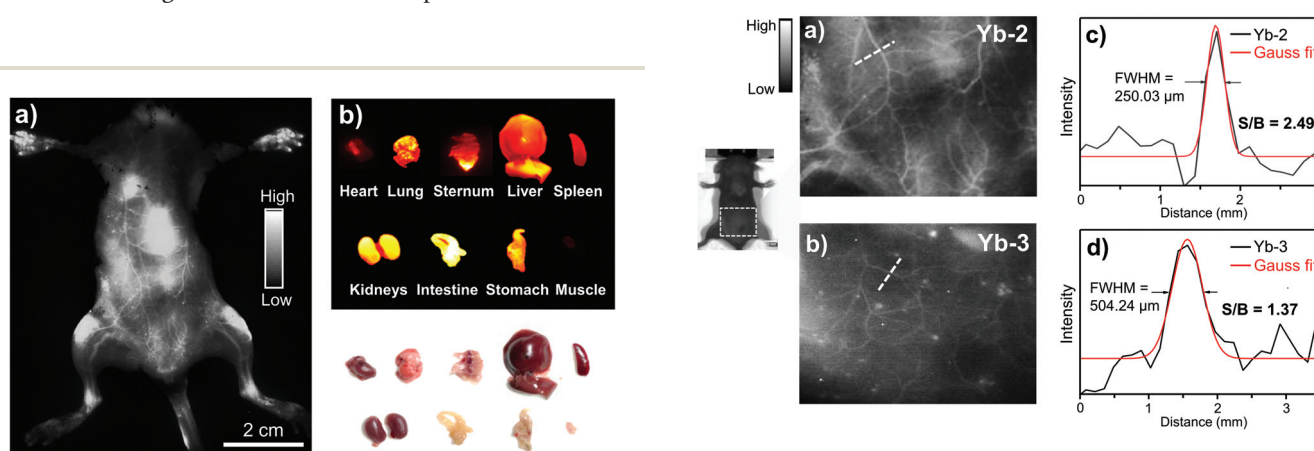 a)
High
Low
2 cm
b)
Heart Lung Sternum Liver Spleen
Kidneys Intestine Stomach Muscle
High
Low
a)
Yb-2
b)
Yb-3
c)
Yb-2
Gauss fi
FWHM =
250.03 µm
S/B = 2.49
Intensity
0 1 2
Distance (mm)
d)
Yb-3
Gauss fi
FWHM =
504.24 µm
S/B = 1.37
Intensity
0 1 2 3
Distance (mm)